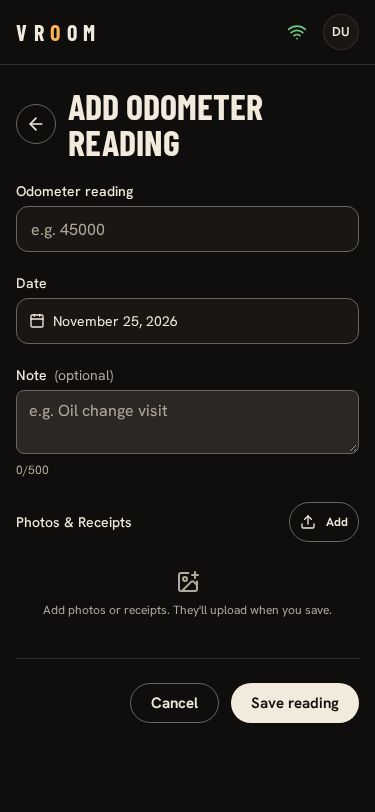 VROOM
DU
ADD ODOMETER
READING
Odometer reading
e.g. 45000
Date
November 25, 2026
Note (optional)
e.g. Oil change visit
0/500
Photos & Receipts
Add
Add photos or receipts. They'll upload when you save.
Cancel
Save reading